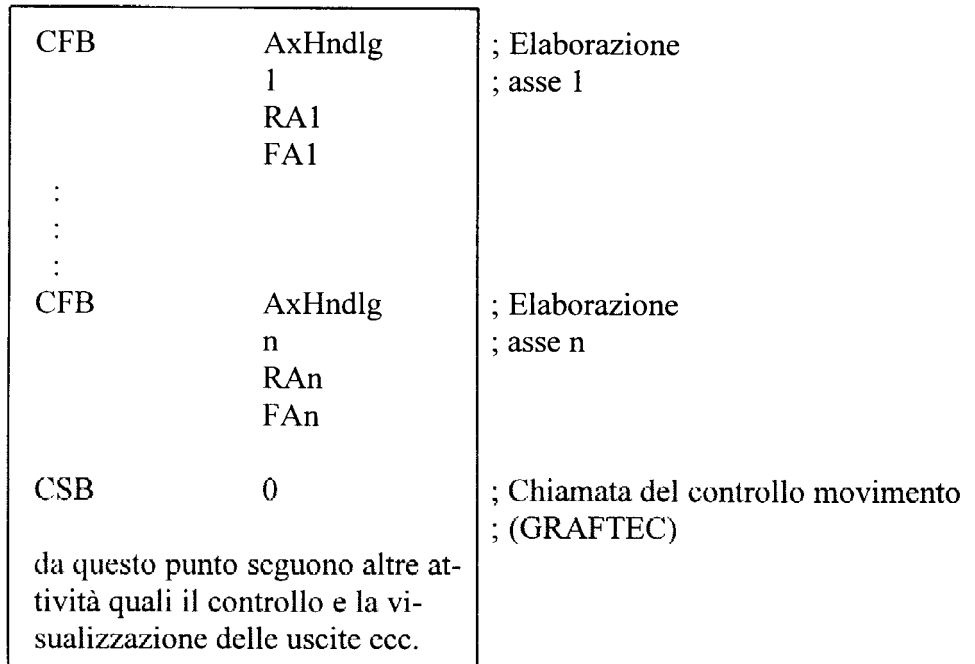 CFB AxHndlg ; Elaborazione
1 ; asse 1
RA1
FA1
:
:
:
CFB AxHndlg ; Elaborazione
n ; asse n
RAn
FAn
CSB 0 ; Chiamata del controllo movimento
; (GRAFTEC)
da questo punto seguono altre at-
tività quali il controllo e la vi-
sualizzazione delle uscite ecc.